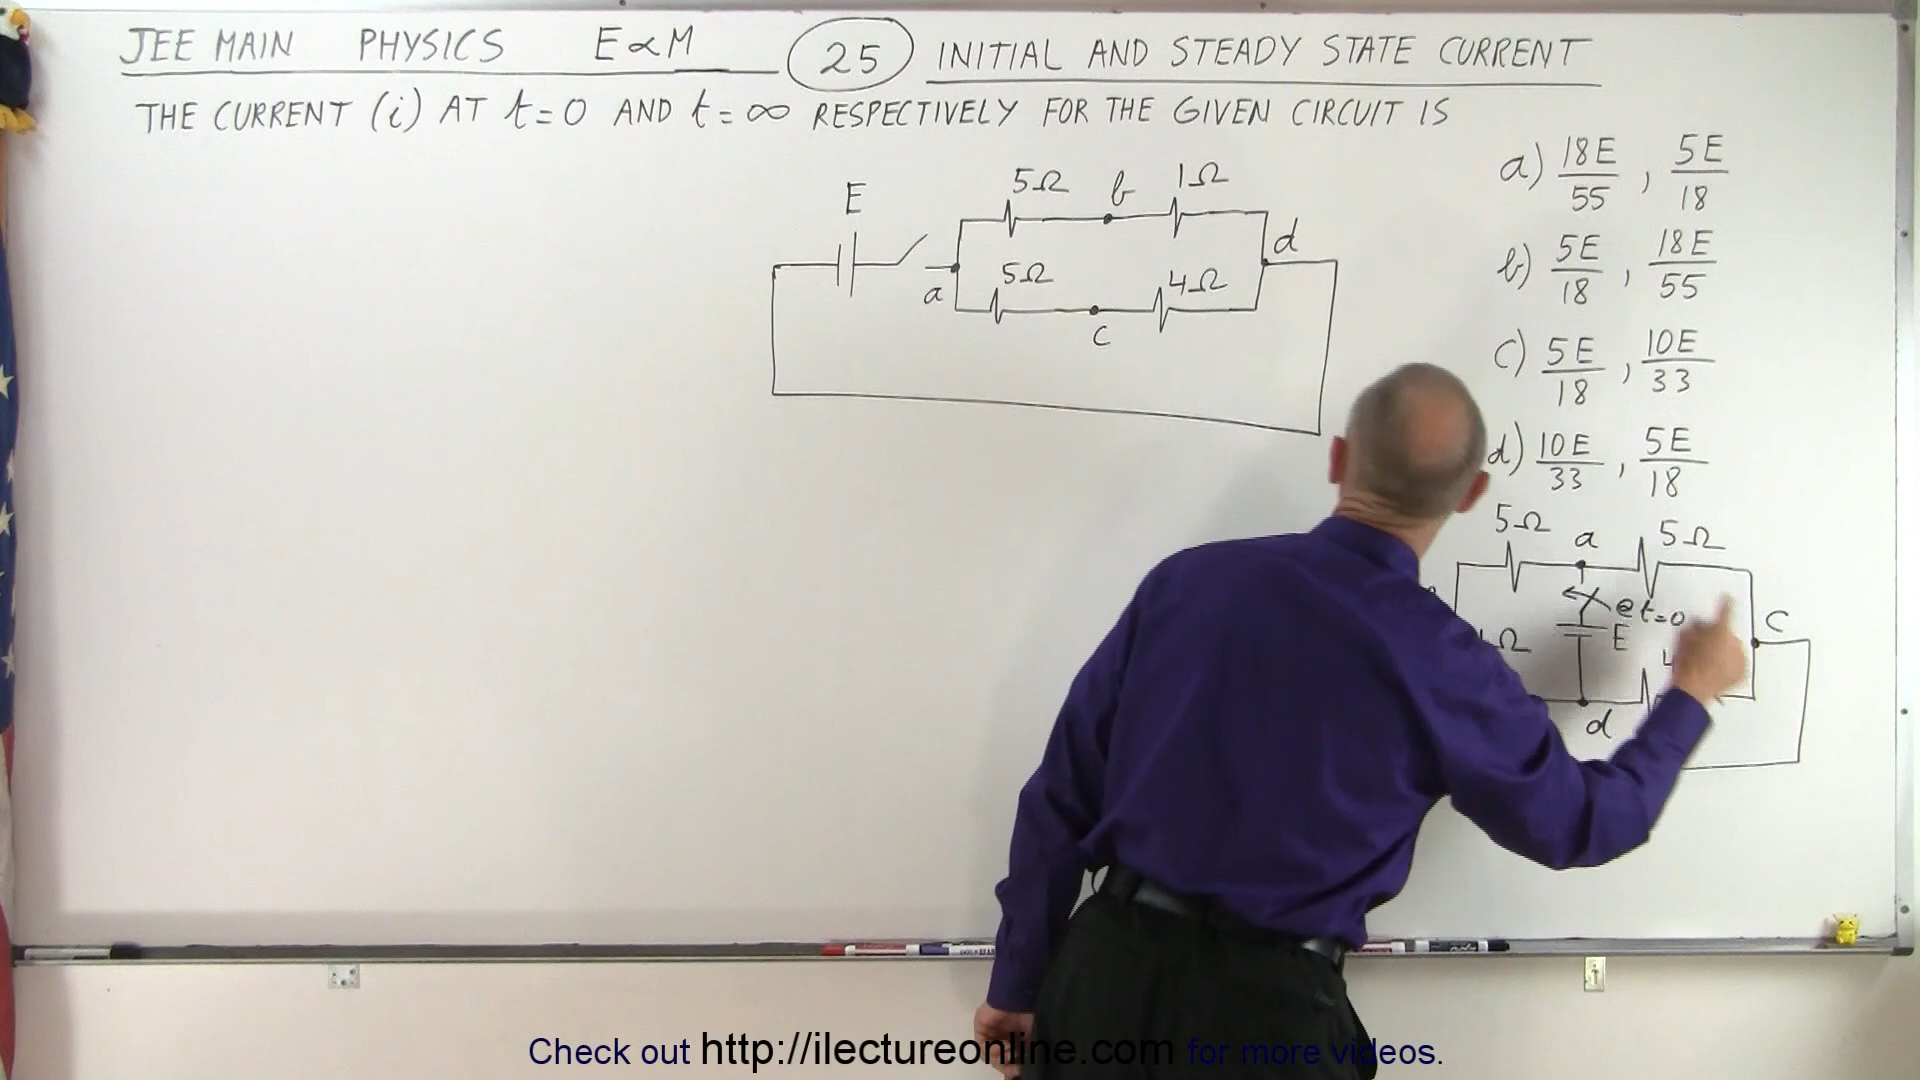 JEE MAIN PHYSICS E∝M 25 INITIAL AND STEADY STATE CURRENT
THE CURRENT (i) AT t=0 AND t=∞ RESPECTIVELY FOR THE GIVEN CIRCUIT IS
a) 18E/55 , 5E/18
b) 5E/18 , 18E/55
c) 5E/18 , 10E/33
d) 10E/33 , 5E/18
E 5Ω b 1Ω
d
a 5Ω 4Ω
c
5Ω a 5Ω
@t=0
Ω E C
d
Check out http://ilectureonline.com for more videos.